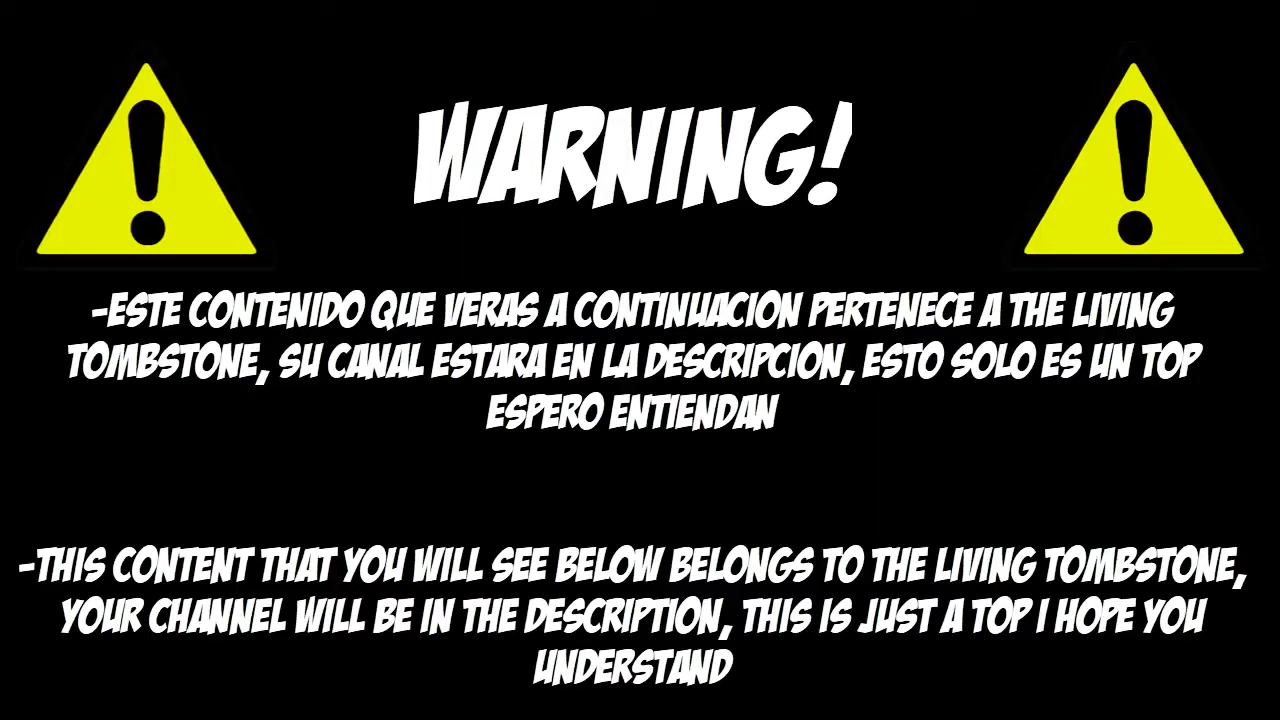 WARNING!
-ESTE CONTENIDO QUE VERAS A CONTINUACION PERTENECE A THE LIVING
TOMBSTONE, SU CANAL ESTARA EN LA DESCRIPCION, ESTO SOLO ES UN TOP
ESPERO ENTIENDAN
-THIS CONTENT THAT YOU WILL SEE BELOW BELONGS TO THE LIVING TOMBSTONE,
YOUR CHANNEL WILL BE IN THE DESCRIPTION, THIS IS JUST A TOP I HOPE YOU
UNDERSTAND